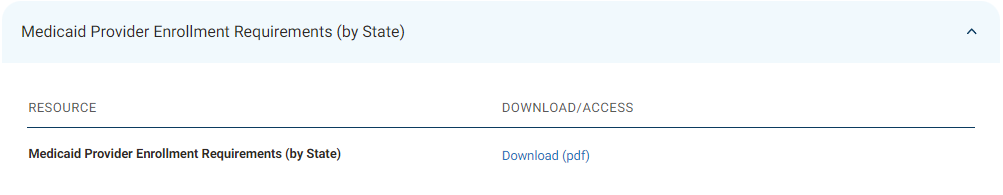 Medicaid Provider Enrollment Requirements (by State)
RESOURCE DOWNLOAD/ACCESS
Medicaid Provider Enrollment Requirements (by State) Download (pdf)